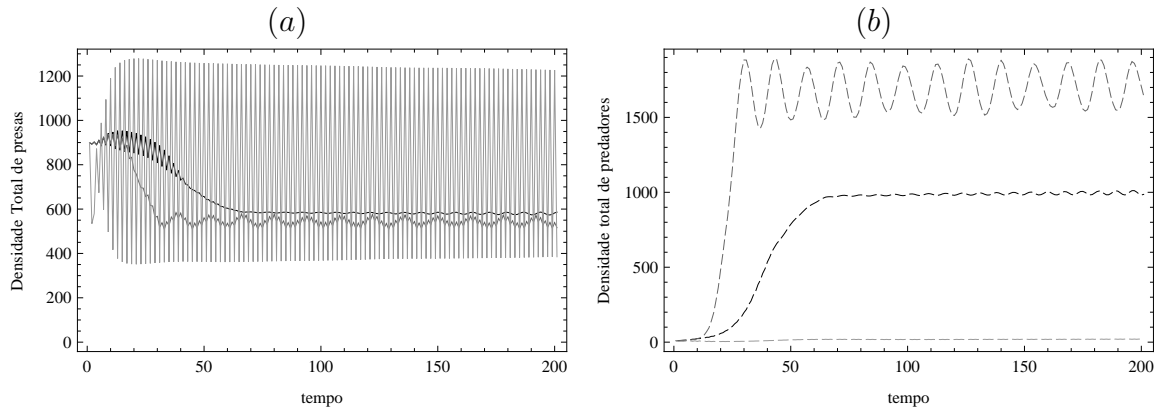 (a)
Densidade Total de presas
1200
1000
800
600
400
200
0
0 50 100 150 200
tempo
(b)
Densidade total de predadores
1500
1000
500
0
0 50 100 150 200
tempo